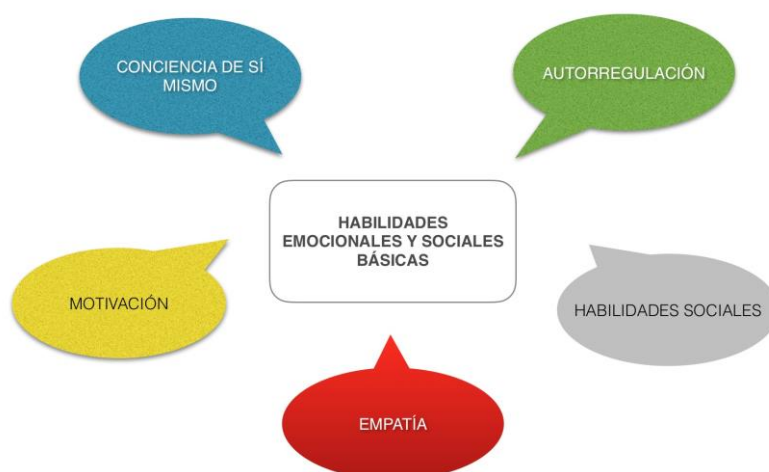 CONCIENCIA DE SÍ
MISMO
AUTORREGULACIÓN
HABILIDADES
EMOCIONALES Y SOCIALES
BÁSICAS
MOTIVACIÓN
HABILIDADES SOCIALES
EMPATÍA